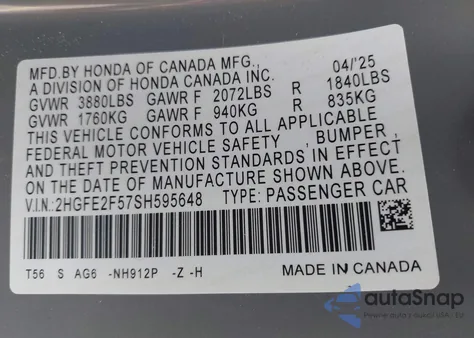 MFD.BY HONDA OF CANADA MFG., 04/'25
A DIVISION OF HONDA CANADA INC.
GVWR 3880LBS GAWR F 2072LBS R 1840LBS
GVWR 1760KG GAWR F 940KG R 835KG
THIS VEHICLE CONFORMS TO ALL APPLICABLE
FEDERAL MOTOR VEHICLE SAFETY , BUMPER ,
AND THEFT PREVENTION STANDARDS IN EFFECT
ON THE DATE OF MANUFACTURE SHOWN ABOVE.
V.I.N:2HGFE2F57SH595648 TYPE: PASSENGER CAR
T56 S AG6 -NH912P -Z -H
MADE IN CANADA
autaSnap